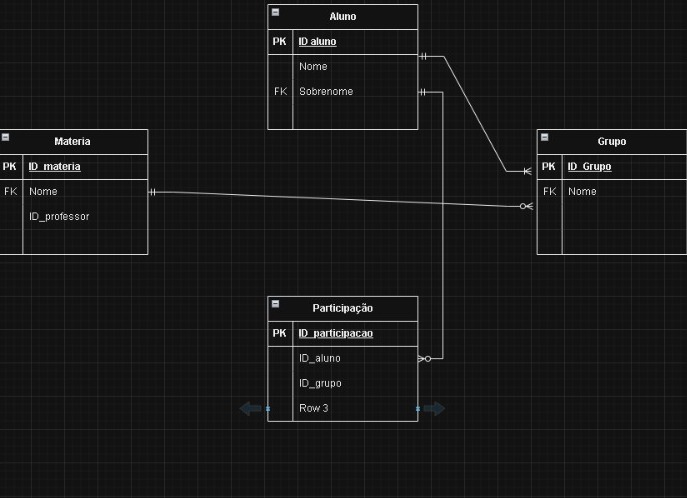 Aluno
PK ID aluno
Nome
FK Sobrenome
Materia
PK ID_materia
FK Nome
ID_professor
Grupo
PK ID_Grupo
FK Nome
Participação
PK ID_participacao
ID_aluno
ID_grupo
Row 3